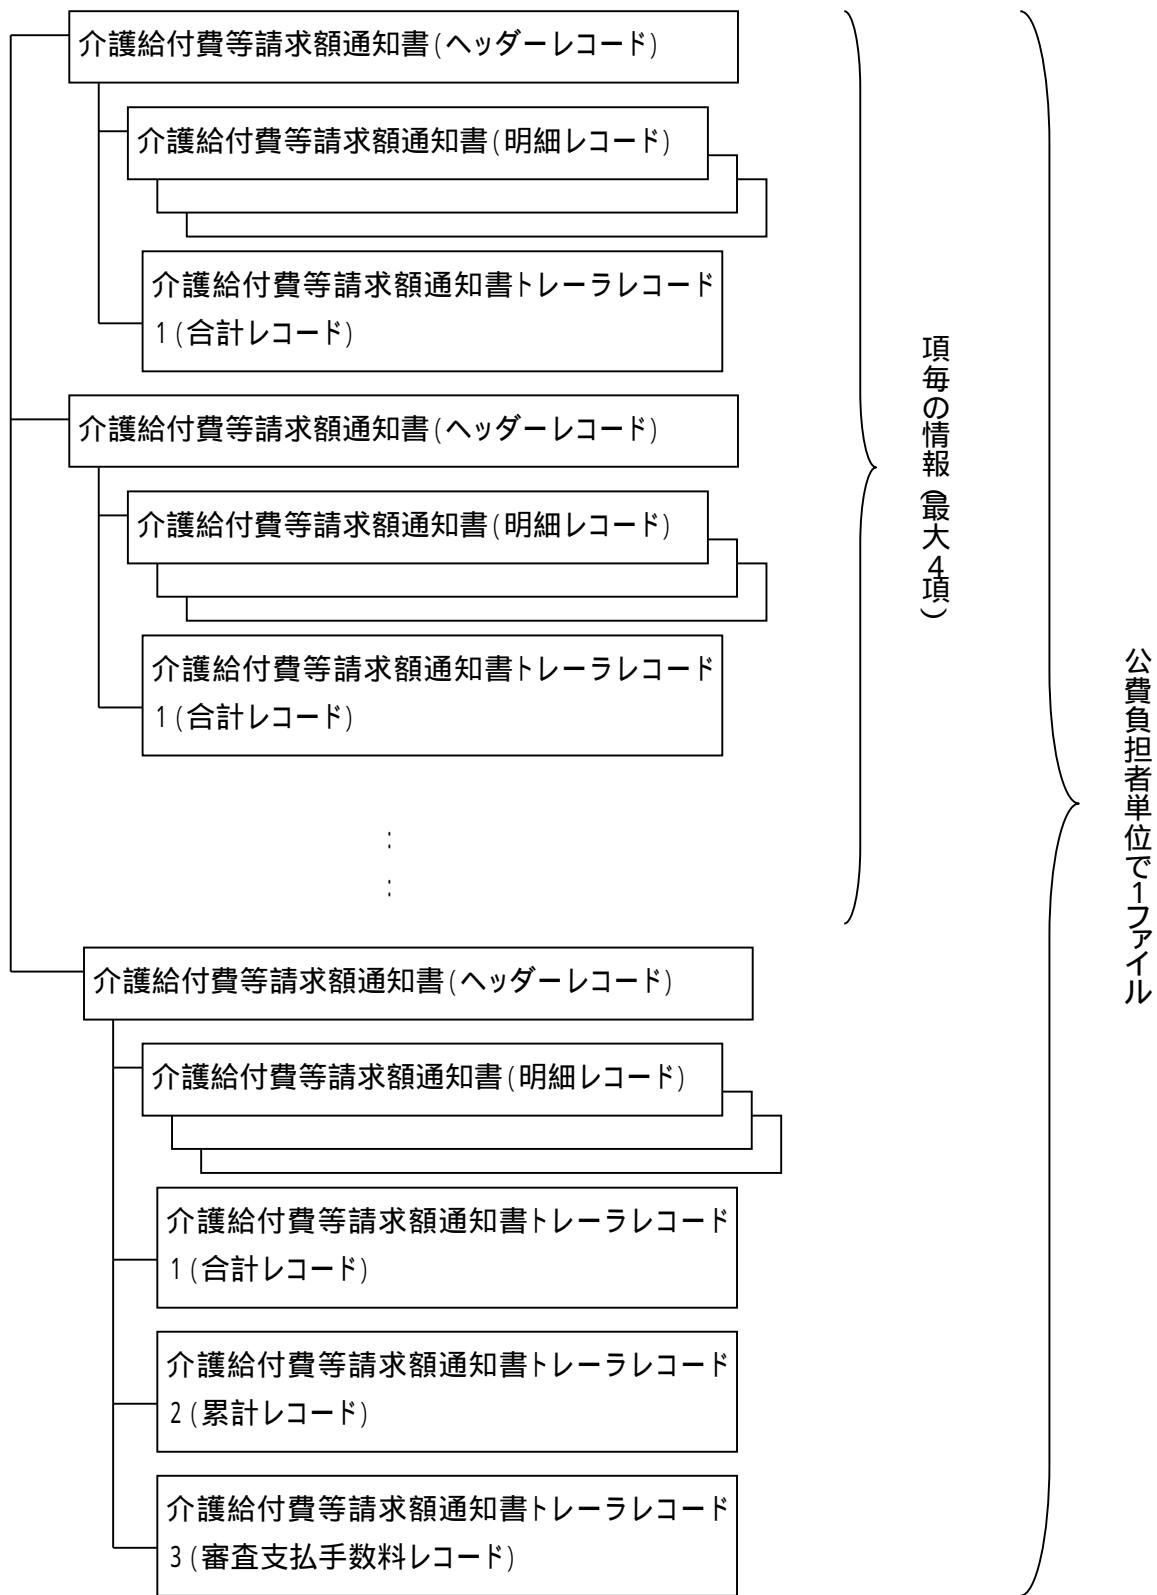 介護給付費等請求額通知書(ヘッダーレコード)
介護給付費等請求額通知書(明細レコード)
介護給付費等請求額通知書トレーラレコード
1(合計レコード)
介護給付費等請求額通知書(ヘッダーレコード)
介護給付費等請求額通知書(明細レコード)
介護給付費等請求額通知書トレーラレコード
1(合計レコード)
:
:
介護給付費等請求額通知書(ヘッダーレコード)
介護給付費等請求額通知書(明細レコード)
介護給付費等請求額通知書トレーラレコード
1(合計レコード)
介護給付費等請求額通知書トレーラレコード
2(累計レコード)
介護給付費等請求額通知書トレーラレコード
3(審査支払手数料レコード)
項毎の情報(最大4項)
公費負担者単位で1ファイル